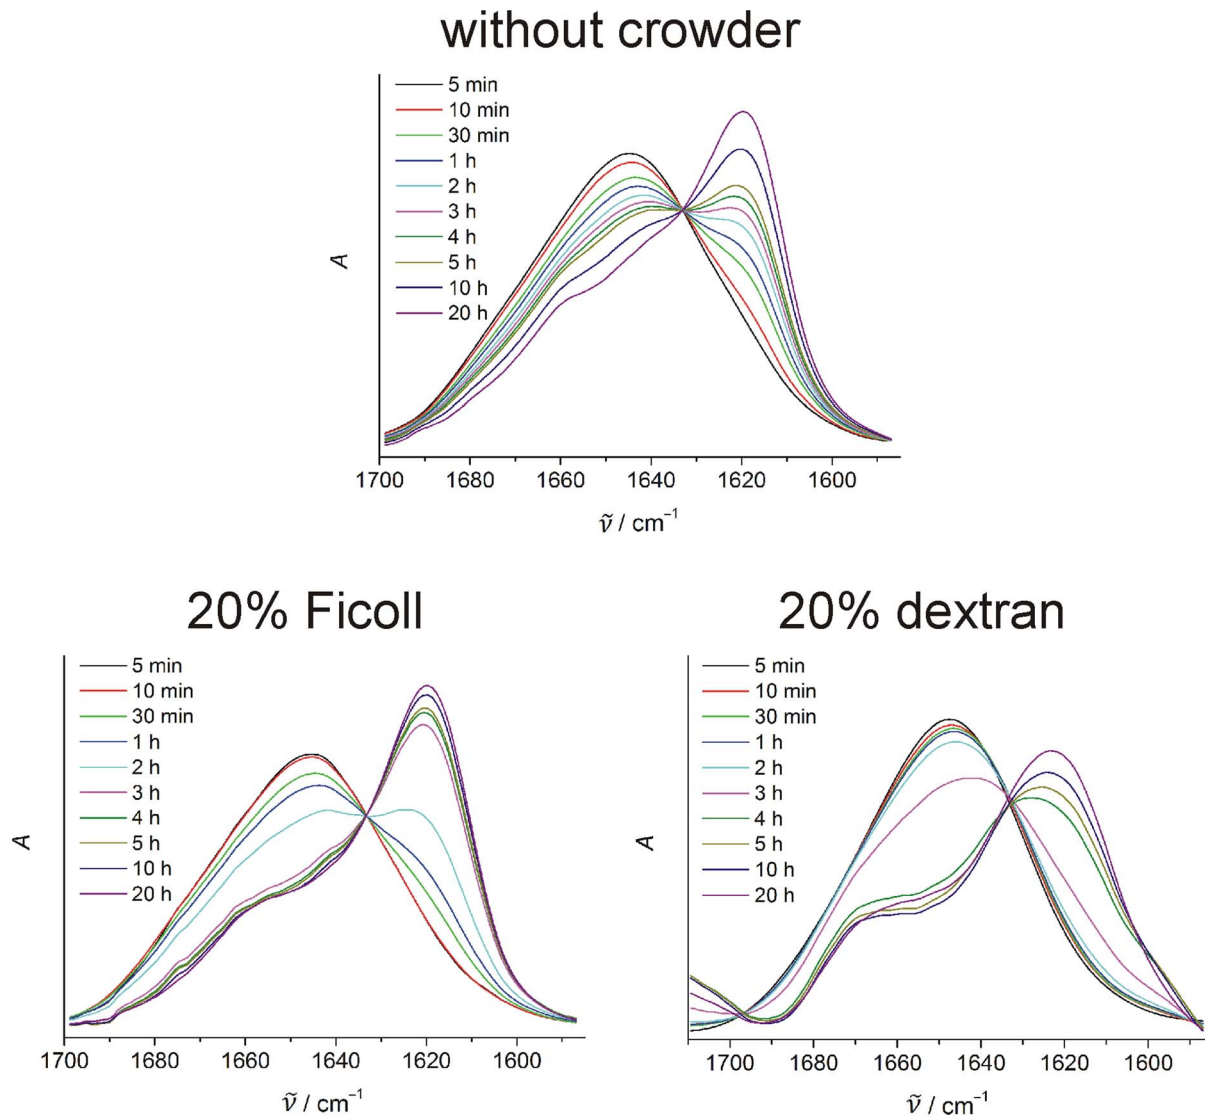 without crowder
5 min
10 min
30 min
1 h
2 h
3 h
4 h
5 h
10 h
20 h
A
1700 1680 1660 1640 1620 1600
ν̃ / cm⁻¹
20% Ficoll
5 min
10 min
30 min
1 h
2 h
3 h
4 h
5 h
10 h
20 h
A
1700 1680 1660 1640 1620 1600
ν̃ / cm⁻¹
20% dextran
5 min
10 min
30 min
1 h
2 h
3 h
4 h
5 h
10 h
20 h
A
1700 1680 1660 1640 1620 1600
ν̃ / cm⁻¹